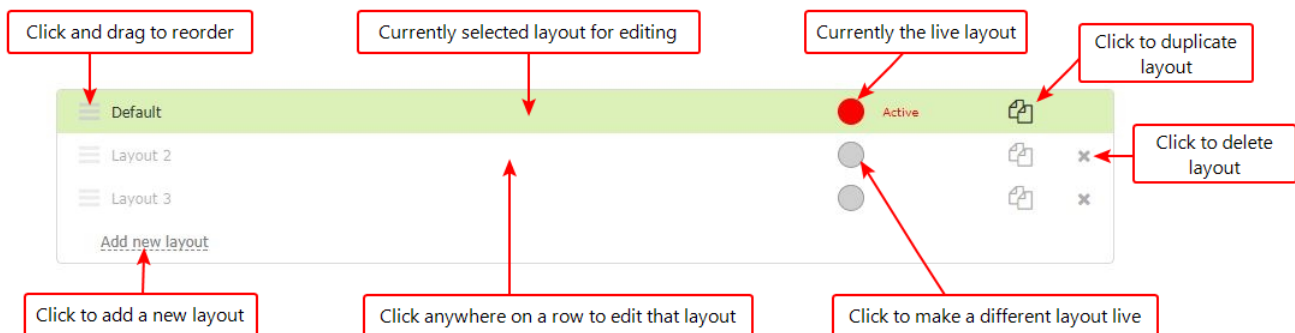 Click and drag to reorder
Currently selected layout for editing
Currently the live layout
Click to duplicate
layout
Default
Active
Layout 2
Click to delete
layout
Layout 3
Add new layout
Click to add a new layout
Click anywhere on a row to edit that layout
Click to make a different layout live